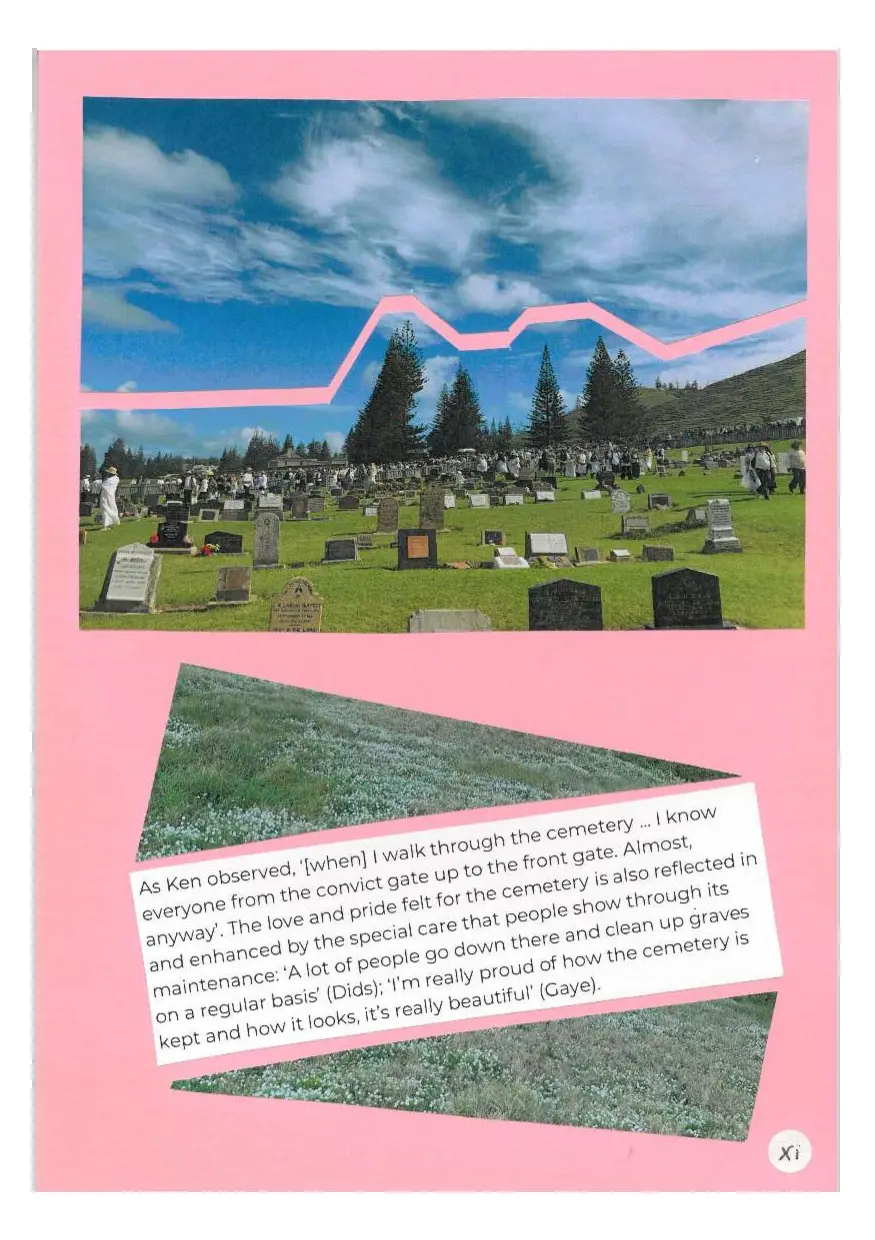 As Ken observed, ‘[when] I walk through the cemetery ... I know
everyone from the convict gate up to the front gate. Almost,
anyway’. The love and pride felt for the cemetery is also reflected in
and enhanced by the special care that people show through its
maintenance: ‘A lot of people go down there and clean up graves
on a regular basis’ (Dids); ‘I’m really proud of how the cemetery is
kept and how it looks, it’s really beautiful’ (Gaye).
xi